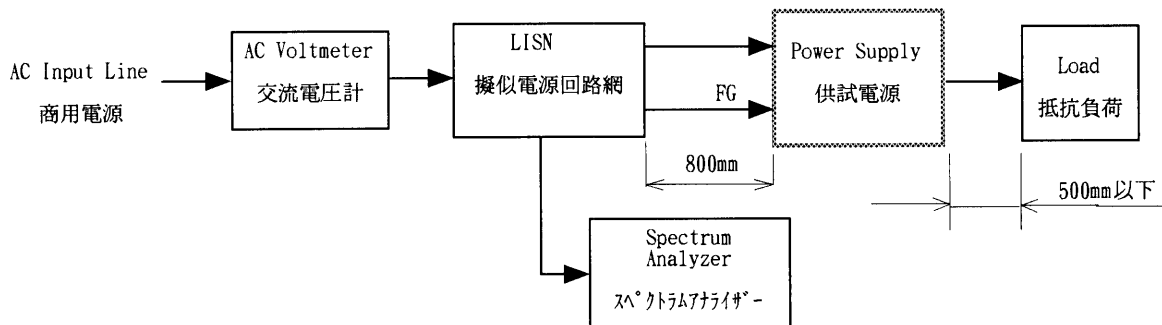 AC Input Line
商用電源
AC Voltmeter
交流電圧計
LISN
擬似電源回路網
FG
Power Supply
供試電源
Load
抵抗負荷
800mm
500mm以下
Spectrum
Analyzer
ｽﾍﾟｸﾄﾗﾑｱﾅﾗｲｻﾞｰ